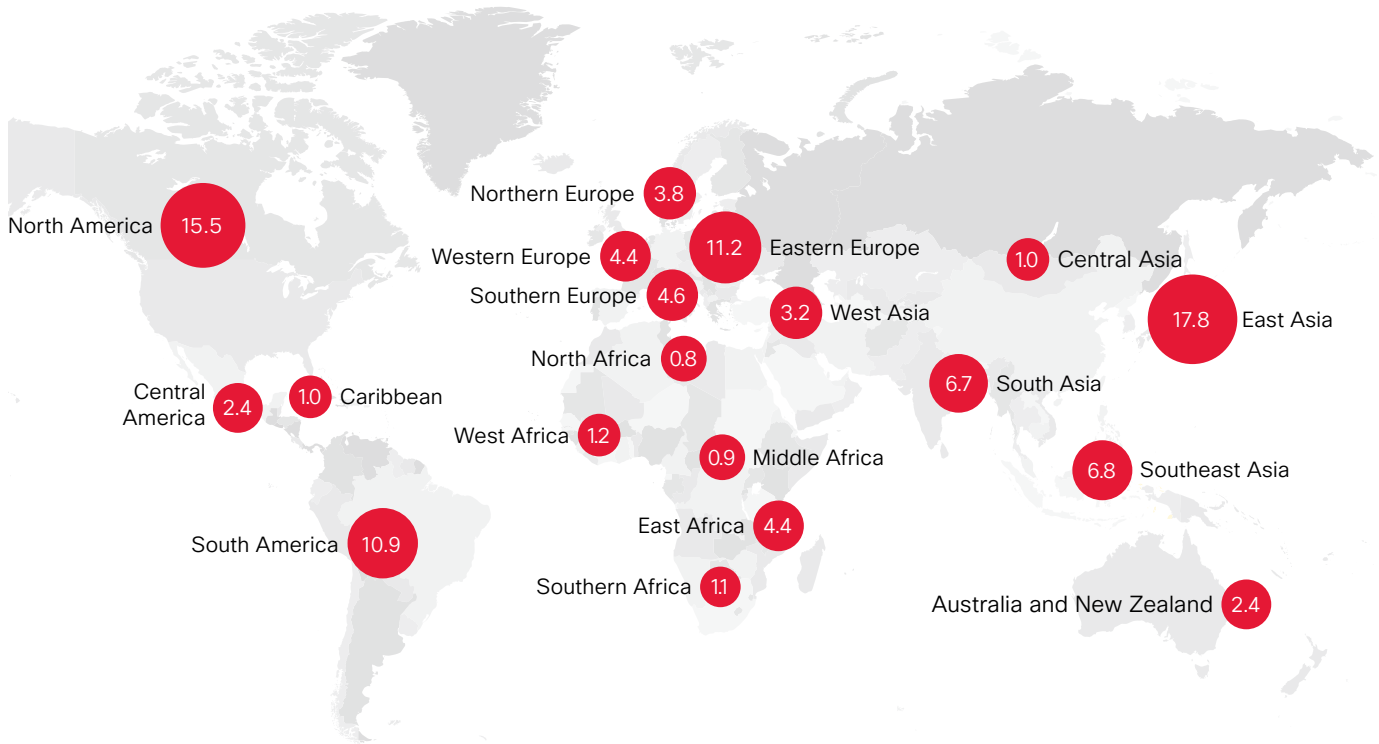 Northern Europe 3.8
North America 15.5
11.2 Eastern Europe
Western Europe 4.4
1.0 Central Asia
Southern Europe 4.6
3.2 West Asia
17.8 East Asia
North Africa 0.8
6.7 South Asia
Central
America
2.4
1.0 Caribbean
West Africa 1.2
0.9 Middle Africa
6.8 Southeast Asia
East Africa 4.4
South America 10.9
Southern Africa 1.1
Australia and New Zealand 2.4